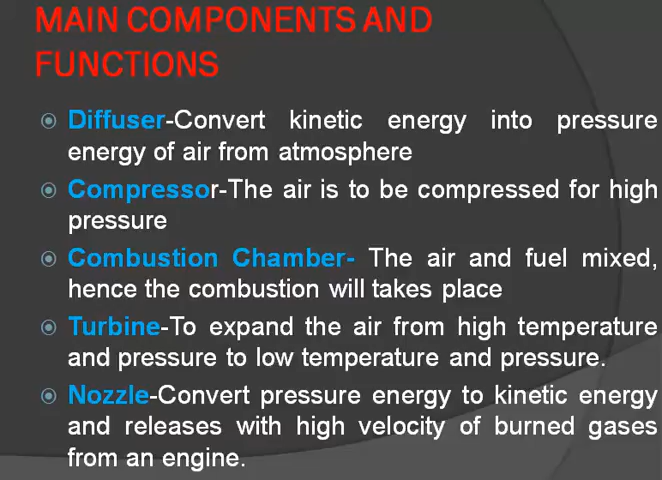 MAIN COMPONENTS AND
FUNCTIONS
Diffuser-Convert kinetic energy into pressure
energy of air from atmosphere
Compressor-The air is to be compressed for high
pressure
Combustion Chamber- The air and fuel mixed,
hence the combustion will takes place
Turbine-To expand the air from high temperature
and pressure to low temperature and pressure.
Nozzle-Convert pressure energy to kinetic energy
and releases with high velocity of burned gases
from an engine.